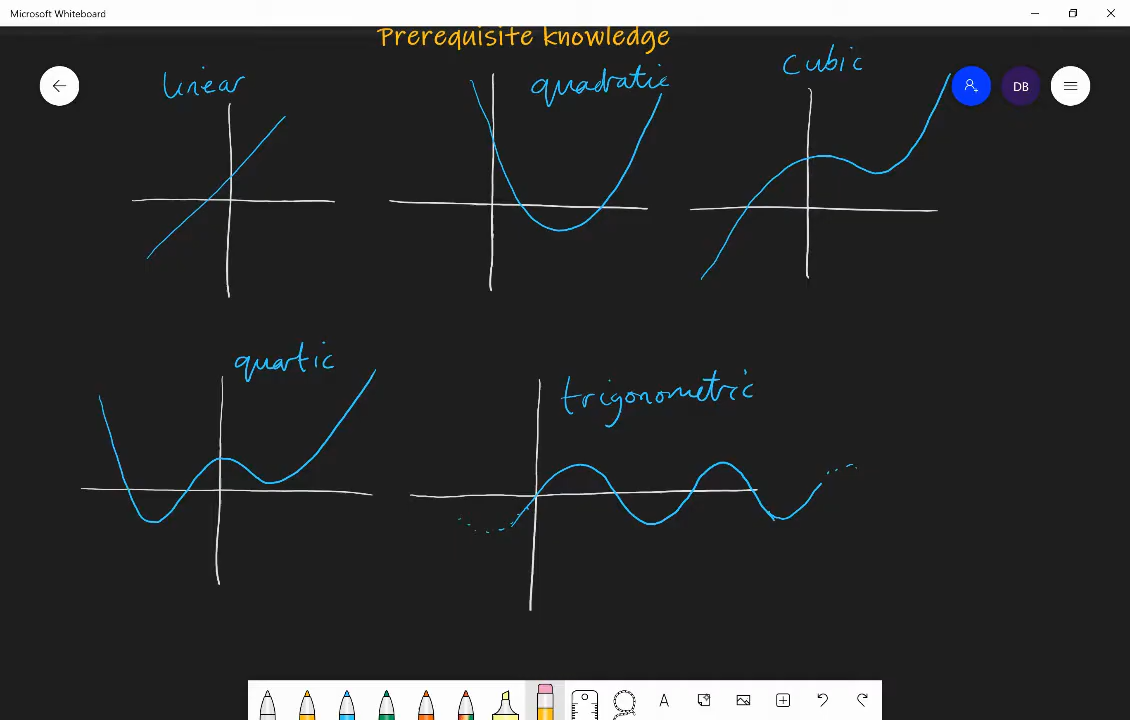 Microsoft Whiteboard
Prerequisite knowledge
linear
quadratic
cubic
DB
quartic
trigonometric
A